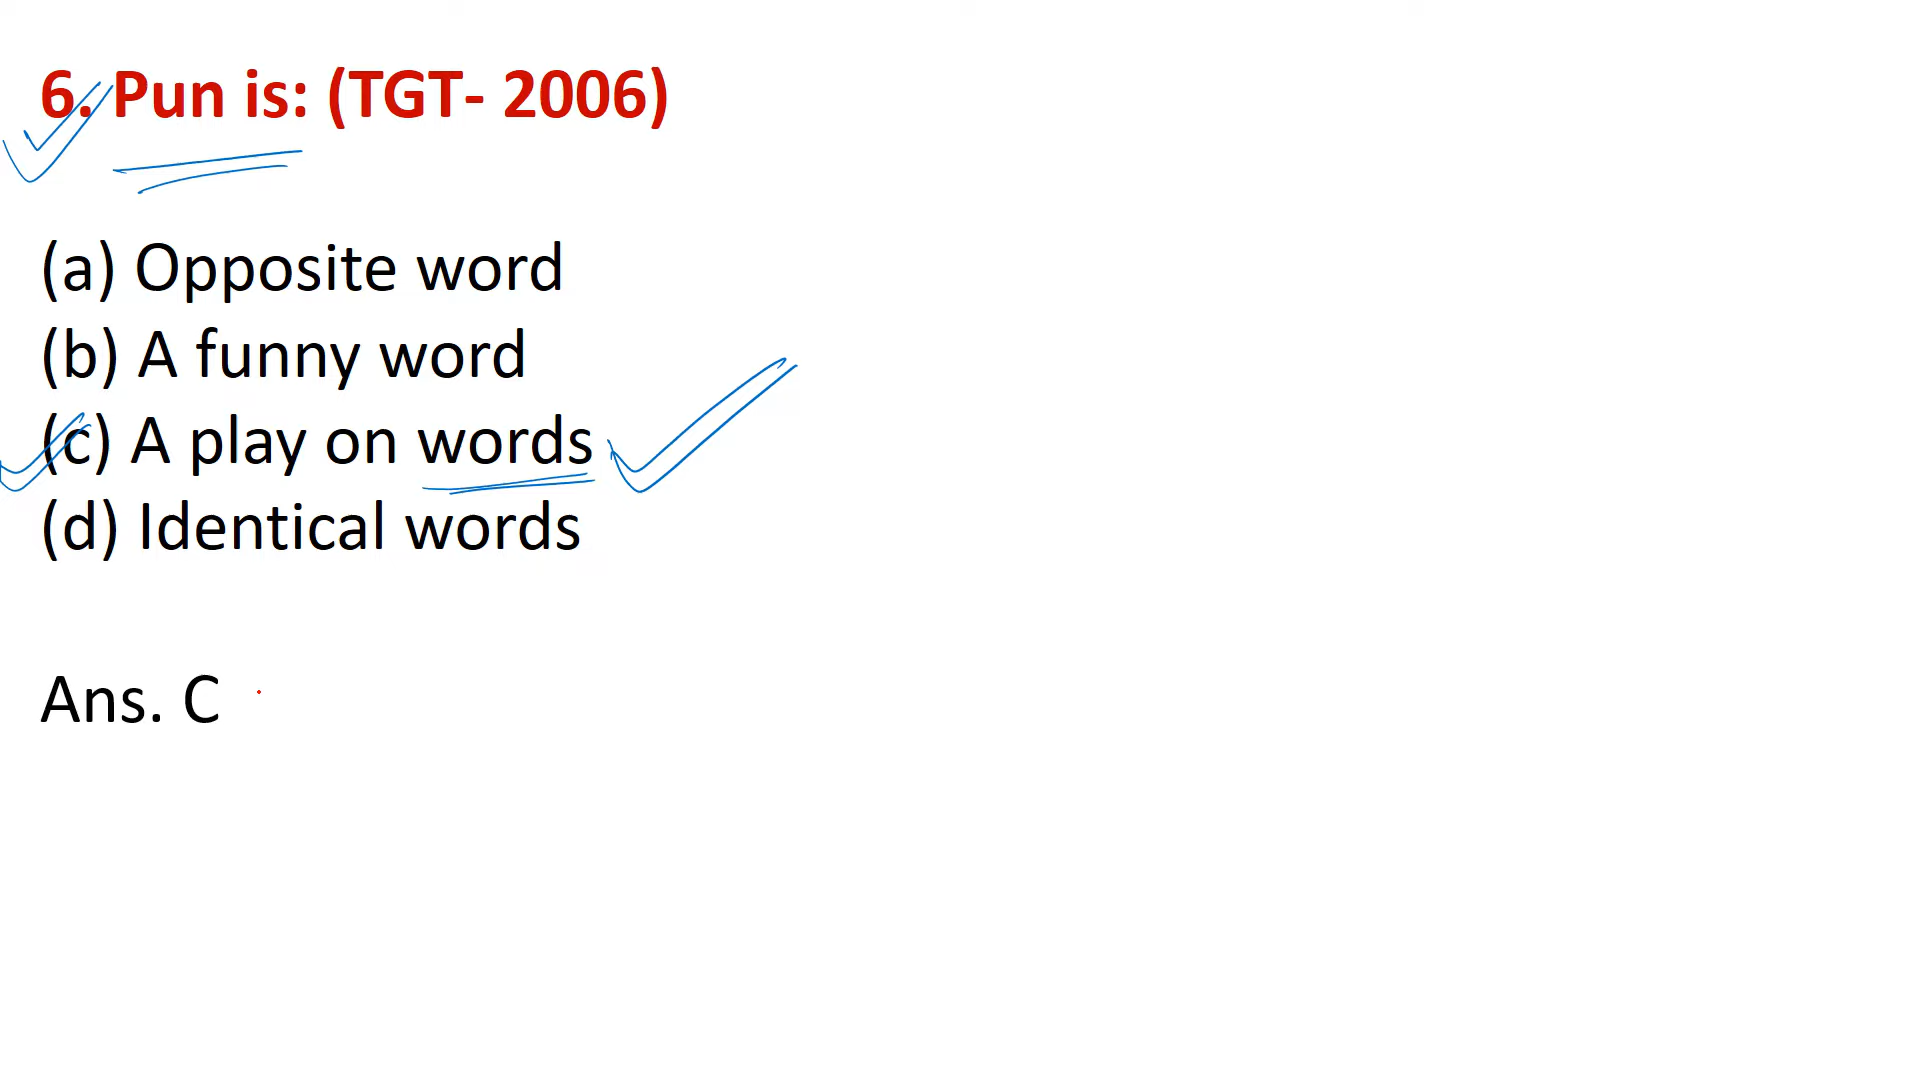 6. Pun is: (TGT- 2006)
(a) Opposite word
(b) A funny word
(c) A play on words
(d) Identical words
Ans. C